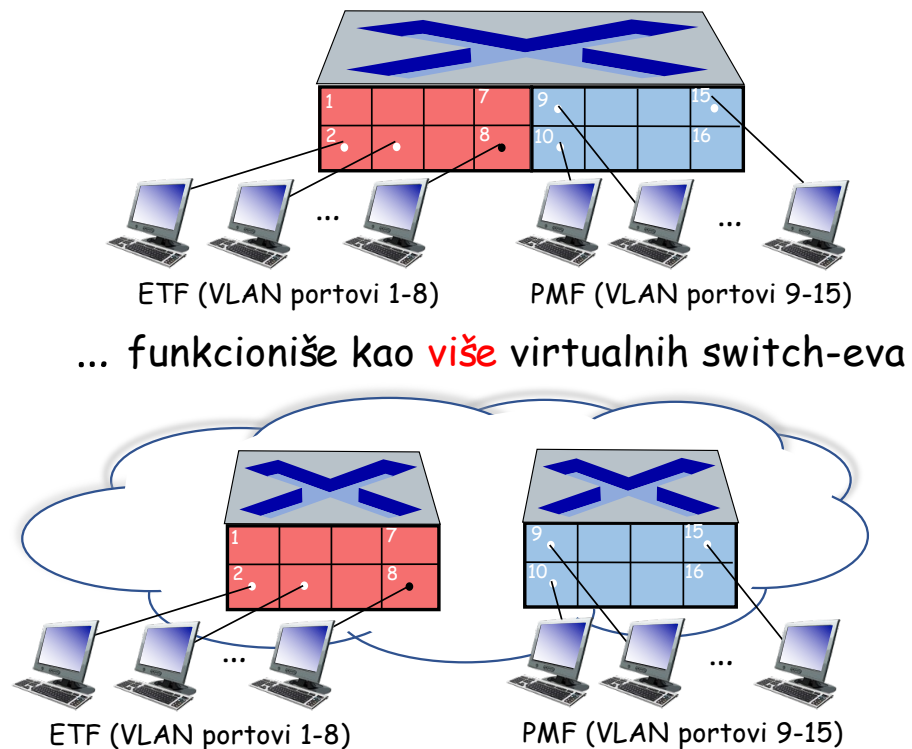 1 7 9 15
2 8 10 16
...
...
ETF (VLAN portovi 1-8) PMF (VLAN portovi 9-15)
... funkcioniše kao više virtualnih switch-eva
1 7 9 15
2 8 10 16
...
...
ETF (VLAN portovi 1-8) PMF (VLAN portovi 9-15)